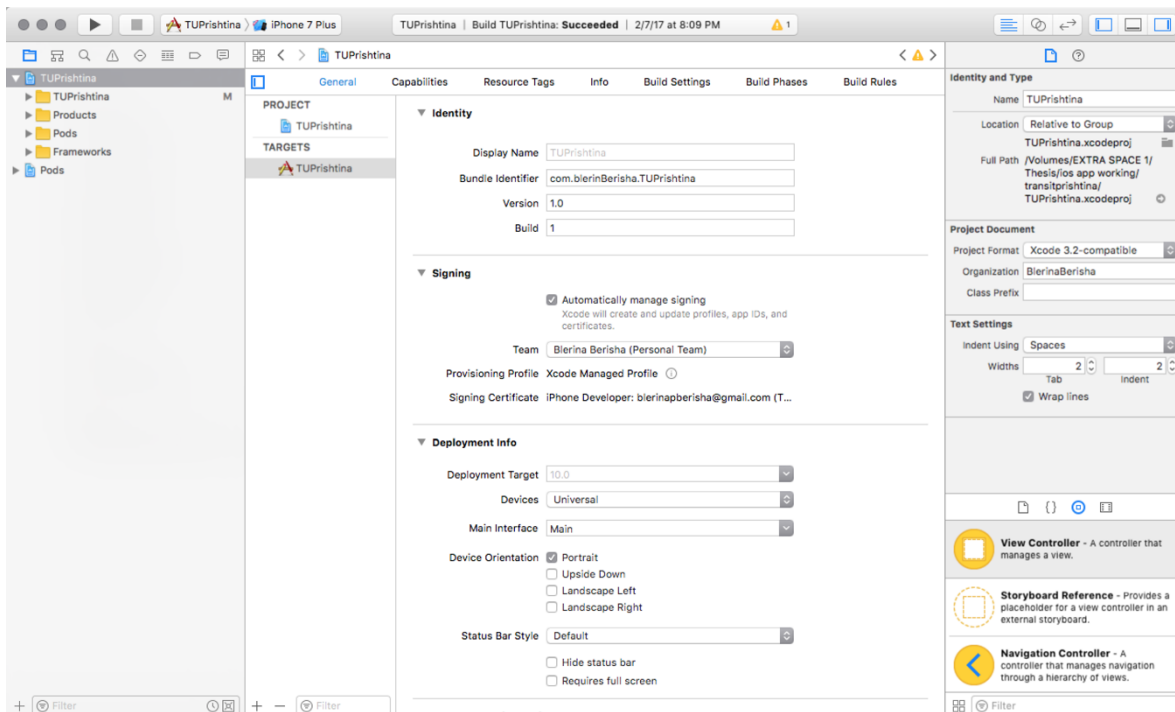 TUPrishtina
iPhone 7 Plus
TUPrishtina | Build TUPrishtina: Succeeded | 2/7/17 at 8:09 PM
1
TUPrishtina
TUPrishtina
TUPrishtina M
Products
Pods
Frameworks
Pods
Filter
General Capabilities Resource Tags Info Build Settings Build Phases Build Rules
PROJECT
TUPrishtina
TARGETS
TUPrishtina
Filter
Identity
Display Name TUPrishtina
Bundle Identifier com.blerinBerisha.TUPrishtina
Version 1.0
Build 1
Signing
Automatically manage signing
Xcode will create and update profiles, app IDs, and
certificates.
Team Blerina Berisha (Personal Team)
Provisioning Profile Xcode Managed Profile
Signing Certificate iPhone Developer: blerinapberisha@gmail.com (T...
Deployment Info
Deployment Target 10.0
Devices Universal
Main Interface Main
Device Orientation Portrait
Upside Down
Landscape Left
Landscape Right
Status Bar Style Default
Hide status bar
Requires full screen
Identity and Type
Name TUPrishtina
Location Relative to Group
TUPrishtina.xcodeproj
Full Path /Volumes/EXTRA SPACE 1/
Thesis/ios app working/
transitprishtina/
TUPrishtina.xcodeproj
Project Document
Project Format Xcode 3.2-compatible
Organization BlerinaBerisha
Class Prefix
Text Settings
Indent Using Spaces
Widths 2 2
Tab Indent
Wrap lines
View Controller - A controller that
manages a view.
Storyboard Reference - Provides a
placeholder for a view controller in an
external storyboard.
Navigation Controller - A
controller that manages navigation
through a hierarchy of views.
Filter